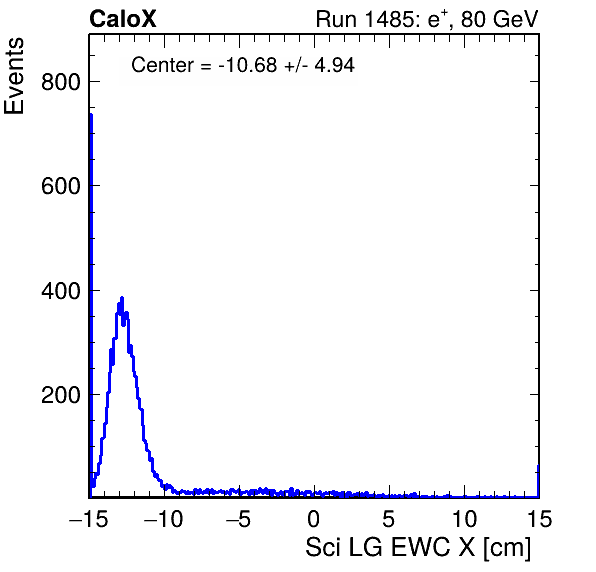 CaloX
Run 1485: e+, 80 GeV
Center = -10.68 +/- 4.94
Events
800
600
400
200
−15 −10 −5 0 5 10 15
Sci LG EWC X [cm]